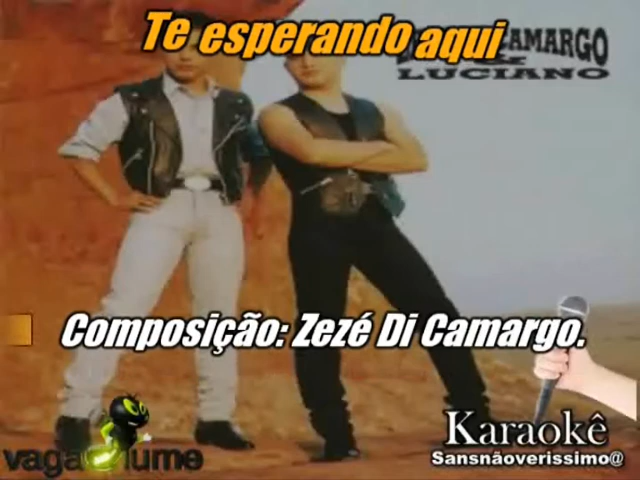 Te esperando aqui
CAMARGO
LUCIANO
Composição: Zezé Di Camargo.
Karaokê
Sansnãoverissimo@
vagalume